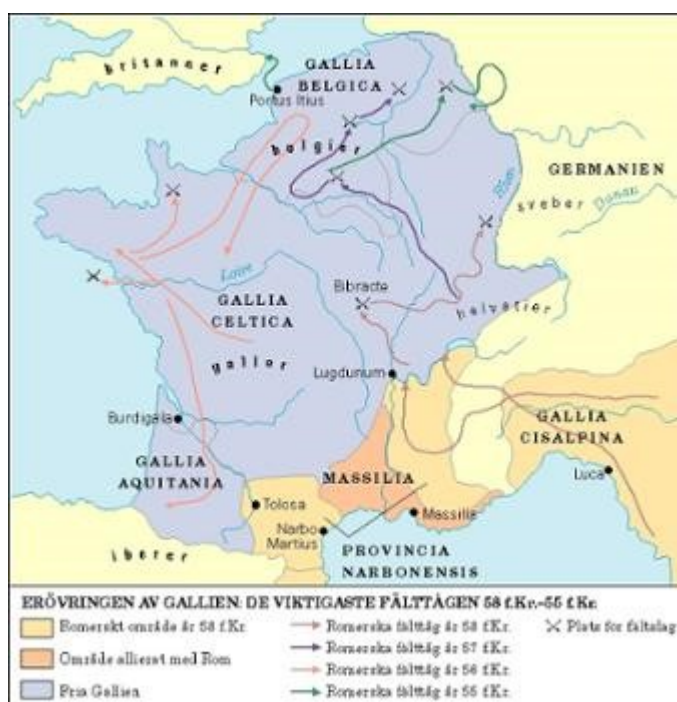 britanner
GALLIA
BELGICA
Portus Itius
belgier
GERMANIEN
Rhen
sveber
Donau
Loire
Bibracte
GALLIA
CELTICA
helvetier
galler
Lugdunum
Burdigala
GALLIA
CISALPINA
GALLIA
AQUITANIA
MASSILIA
Luca
Tolosa
Massilia
Narbo
Martius
iberer
PROVINCIA
NARBONENSIS
ERÖVRINGEN AV GALLIEN: DE VIKTIGASTE FÄLTTÅGEN 58 f.Kr.–55 f.Kr.
Romerskt område år 58 f.Kr.
Område allierat med Rom
Fria Gallien
Romerska fälttåg år 58 f.Kr.
Romerska fälttåg år 57 f.Kr.
Romerska fälttåg år 56 f.Kr.
Romerska fälttåg år 55 f.Kr.
Plats för fältslag